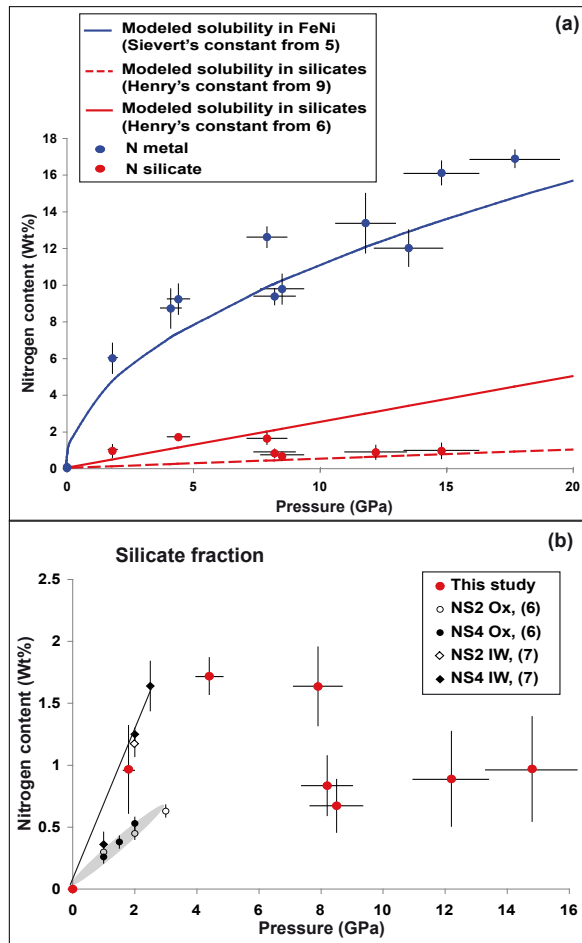 (a)
Modeled solubility in FeNi
(Sievert's constant from 5)
Modeled solubility in silicates
(Henry's constant from 9)
Modeled solubility in silicates
(Henry's constant from 6)
N metal
N silicate
Nitrogen content (Wt%)
18
16
14
12
10
8
6
4
2
0
0
5
10
15
20
Pressure (GPa)
(b)
Silicate fraction
This study
NS2 Ox, (6)
NS4 Ox, (6)
NS2 IW, (7)
NS4 IW, (7)
Nitrogen content (Wt%)
2.5
2
1.5
1
0.5
0
0
2
4
6
8
10
12
14
16
Pressure (GPa)